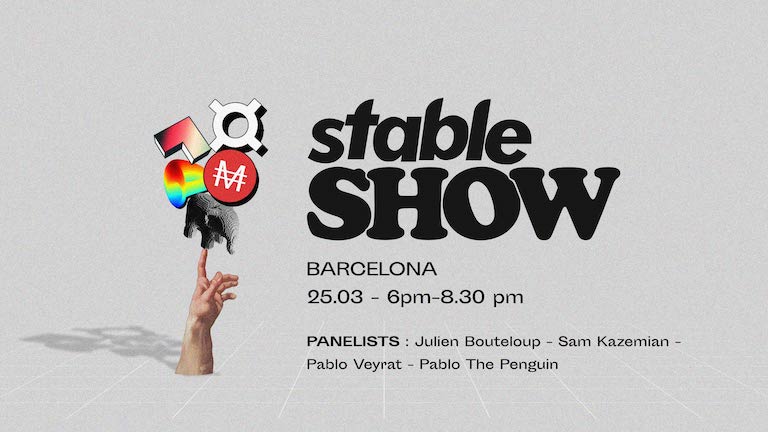 stable
SHOW
BARCELONA
25.03 - 6pm-8.30 pm
PANELISTS : Julien Bouteloup - Sam Kazemian -
Pablo Veyrat - Pablo The Penguin